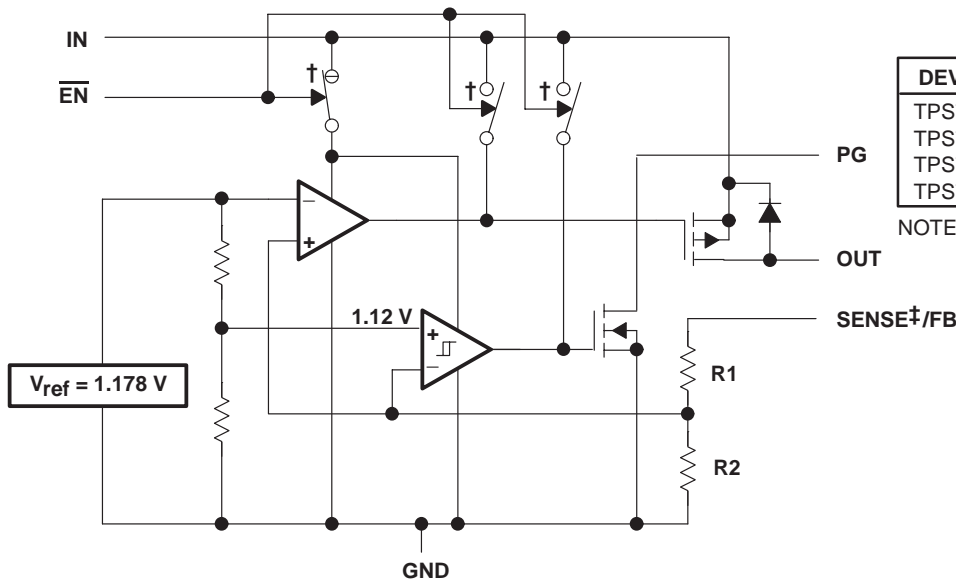 IN
EN
†
†
†
PG
OUT
SENSE‡/FB
–
+
1.12 V
+
–
Vref = 1.178 V
R1
R2
GND
DEV
TPS
TPS
TPS
TPS
NOTE